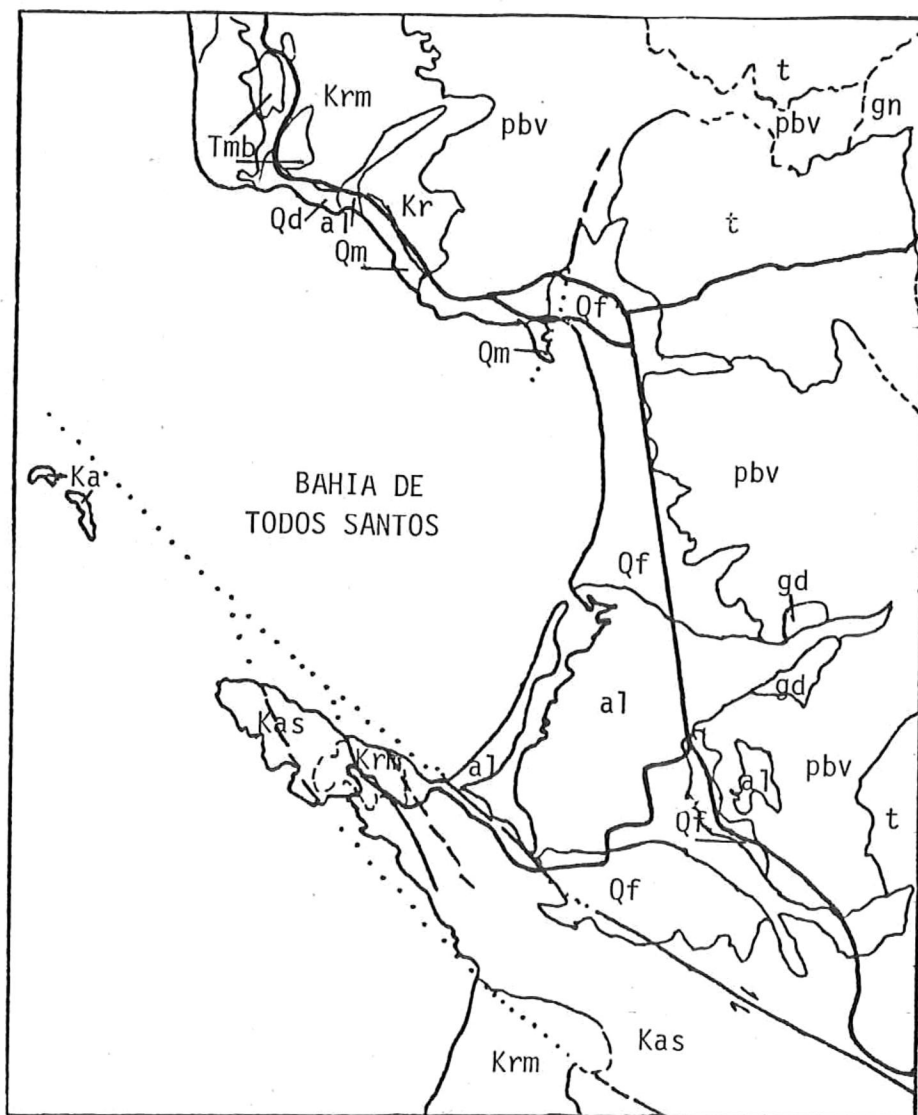 t
Krm
pbv
pbv
gn
Tmb
Qd
al
Kr
t
Qm
Qf
Qm
Ka
BAHIA DE
TODOS SANTOS
pbv
Qf
gd
gd
al
Kas
Krm
al
al
pbv
Qf
t
Qf
Kas
Krm